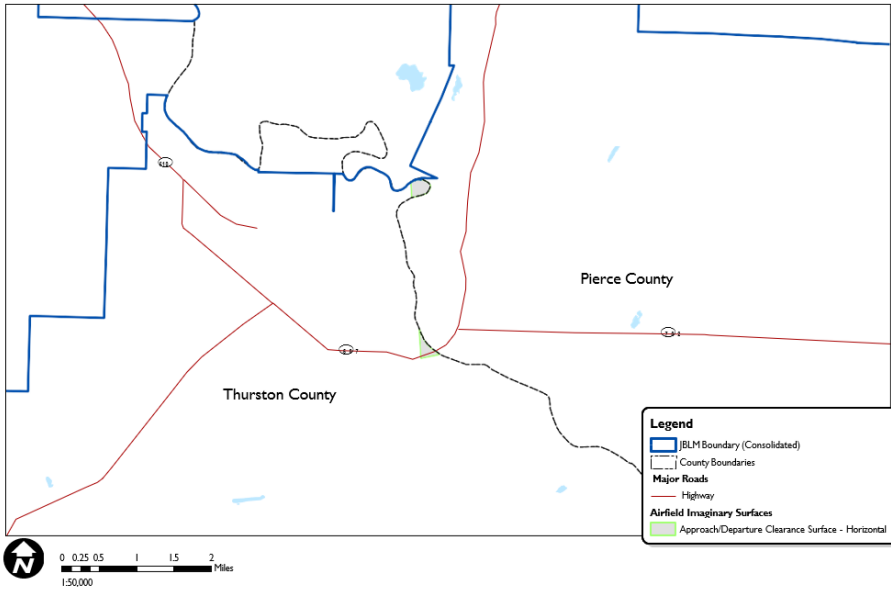 Pierce County
Thurston County
Legend
JBLM Boundary (Consolidated)
County Boundaries
Major Roads
Highway
Airfield Imaginary Surfaces
Approach/Departure Clearance Surface - Horizontal
0 0.25 0.5 1 1.5 2
Miles
1:50,000